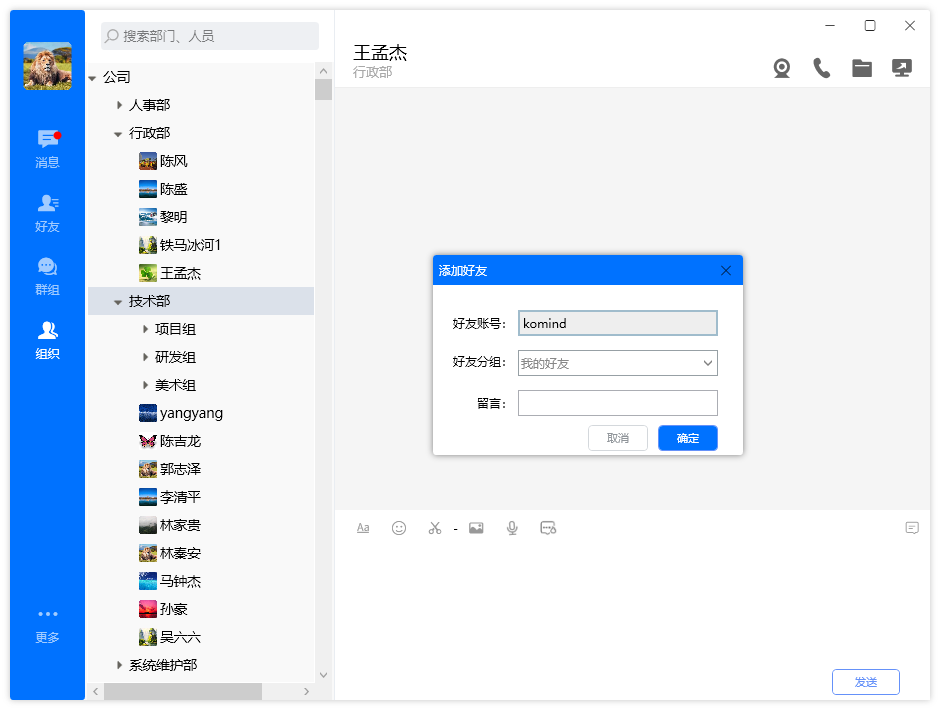 搜索部门、人员
消息
好友
群组
组织
更多
公司
人事部
行政部
陈风
陈盛
黎明
铁马冰河1
王孟杰
技术部
项目组
研发组
美术组
yangyang
陈吉龙
郭志泽
李清平
林家贵
林秦安
马钟杰
孙豪
吴六六
系统维护部
王孟杰
行政部
添加好友
好友账号：
komind
好友分组：
我的好友
留言：
取消
确定
Aa
发送